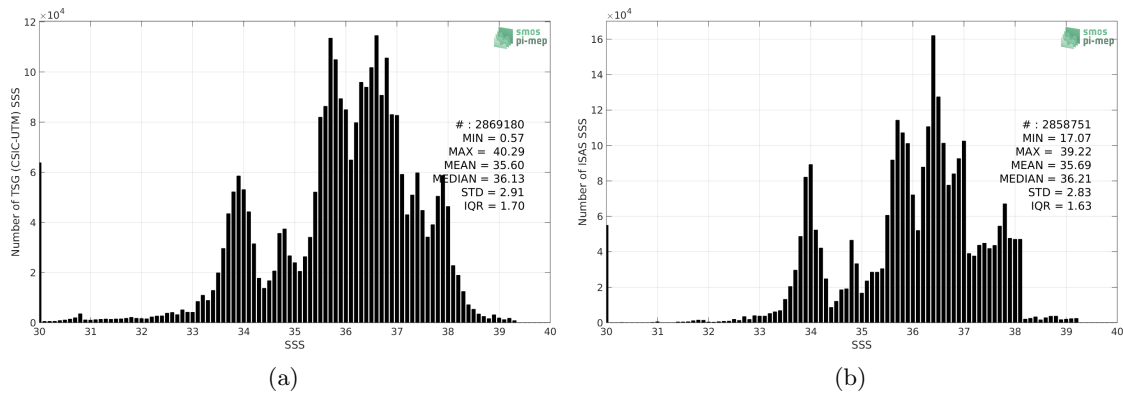 ×10⁴
12
10
8
6
4
2
0
Number of TSG (CSIC-UTM) SSS
smos
pi-mep
# : 2869180
MIN = 0.57
MAX = 40.29
MEAN = 35.60
MEDIAN = 36.13
STD = 2.91
IQR = 1.70
30 31 32 33 34 35 36 37 38 39 40
SSS
(a)
×10⁴
16
14
12
10
8
6
4
2
0
Number of ISAS SSS
smos
pi-mep
# : 2858751
MIN = 17.07
MAX = 39.22
MEAN = 35.69
MEDIAN = 36.21
STD = 2.83
IQR = 1.63
30 31 32 33 34 35 36 37 38 39 40
SSS
(b)